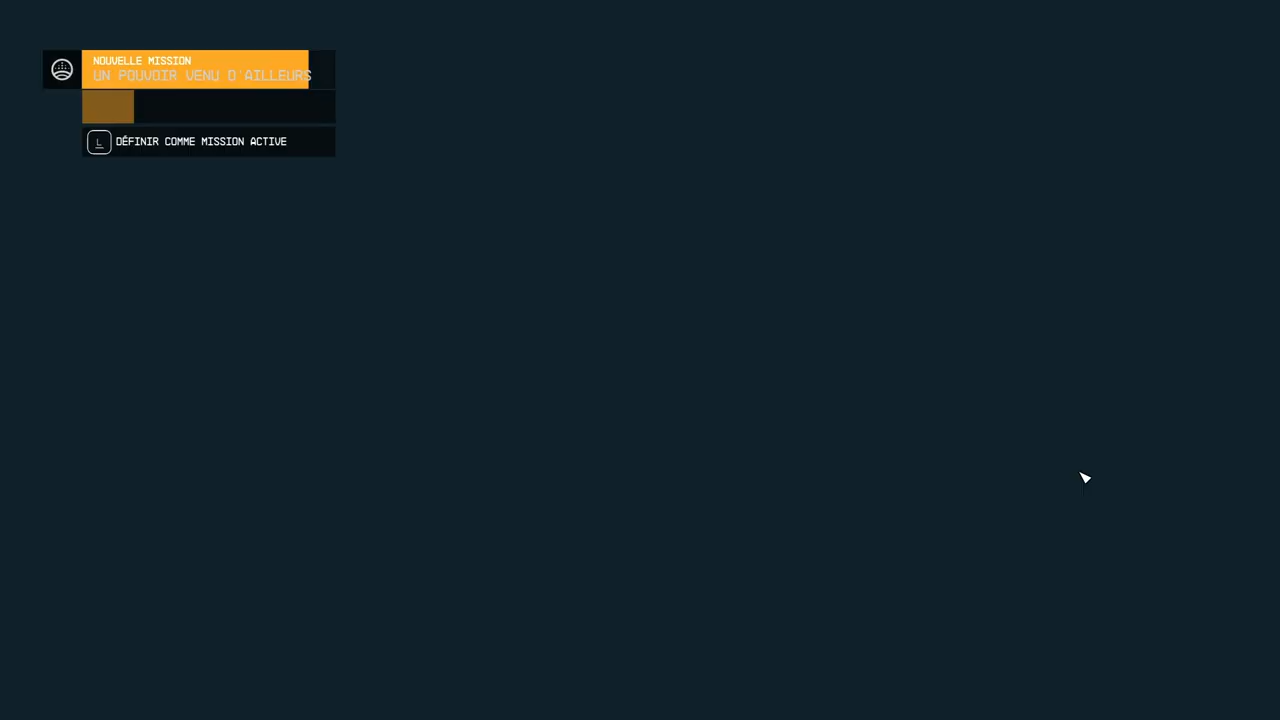 NOUVELLE MISSION
UN POUVOIR VENU D'AILLEURS
L
DÉFINIR COMME MISSION ACTIVE